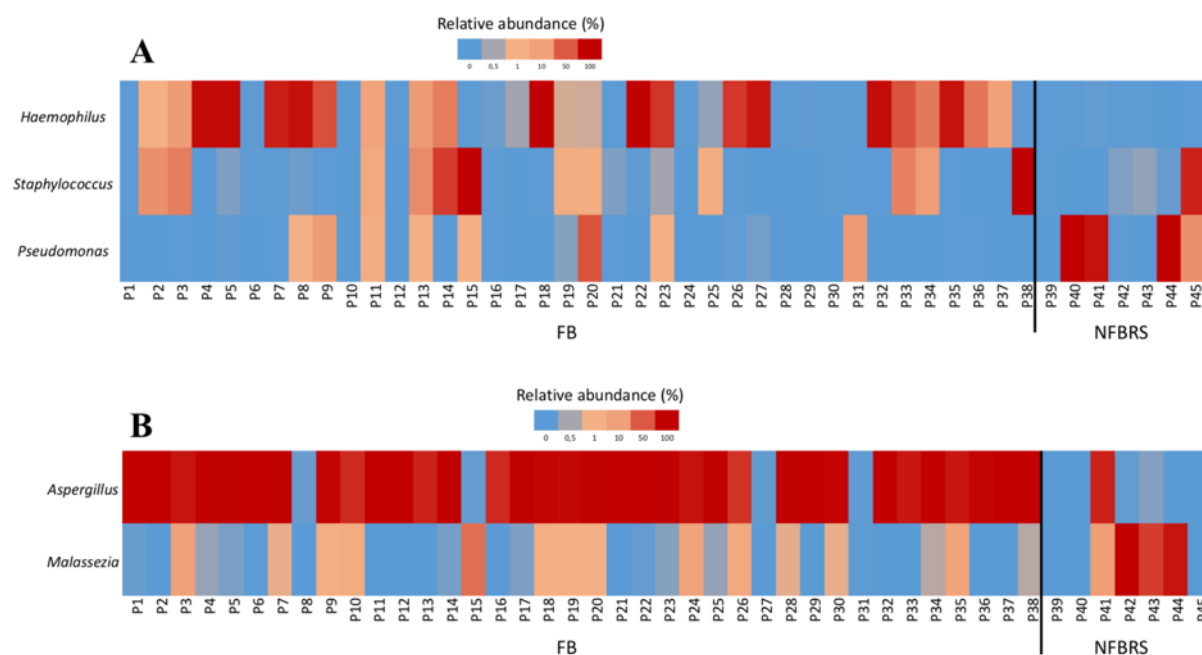 A
Relative abundance (%)
0 0,5 1 10 50 100
Haemophilus
Staphylococcus
Pseudomonas
P1 P2 P3 P4 P5 P6 P7 P8 P9 P10 P11 P12 P13 P14 P15 P16 P17 P18 P19 P20 P21 P22 P23 P24 P25 P26 P27 P28 P29 P30 P31 P32 P33 P34 P35 P36 P37 P38 P39 P40 P41 P42 P43 P44 P45
FB NFBRS
B
Relative abundance (%)
0 0,5 1 10 50 100
Aspergillus
Malassezia
P1 P2 P3 P4 P5 P6 P7 P8 P9 P10 P11 P12 P13 P14 P15 P16 P17 P18 P19 P20 P21 P22 P23 P24 P25 P26 P27 P28 P29 P30 P31 P32 P33 P34 P35 P36 P37 P38 P39 P40 P41 P42 P43 P44 P45
FB NFBRS